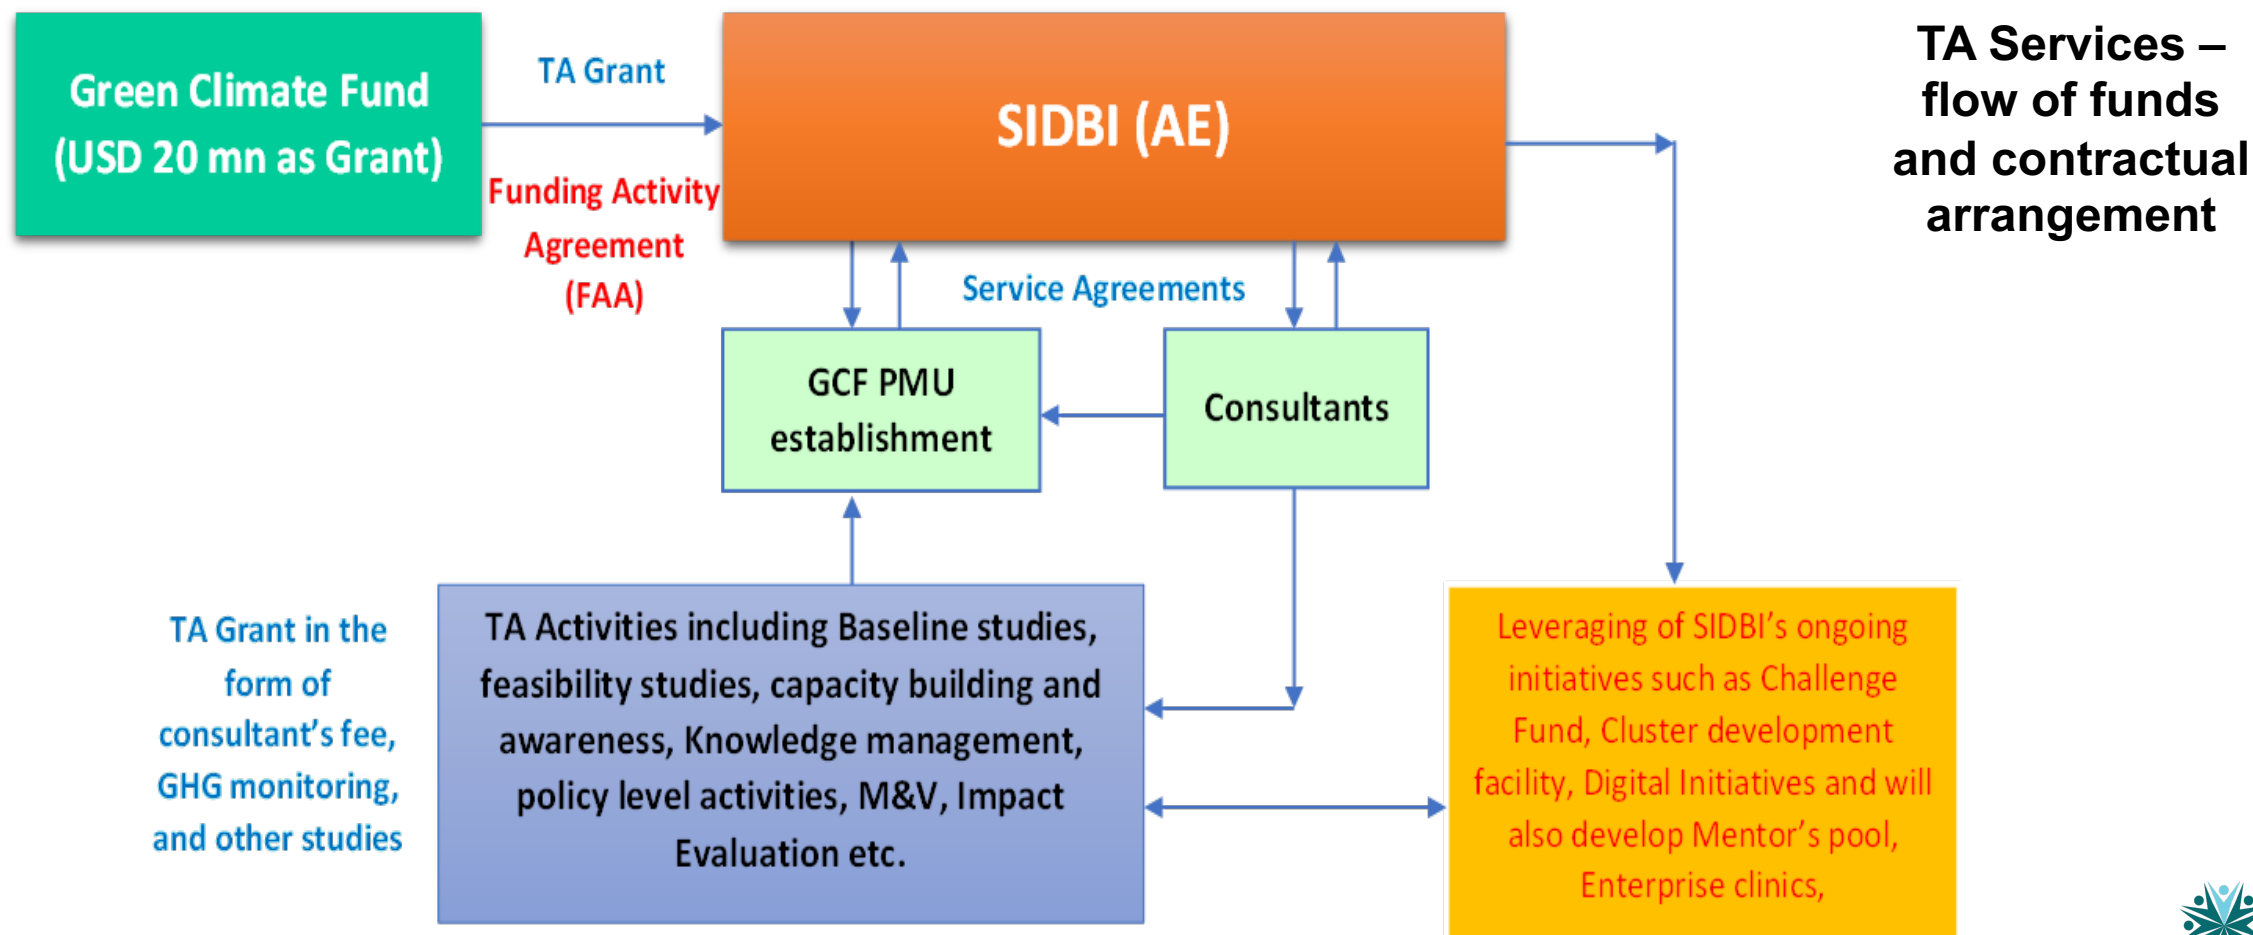 Green Climate Fund
(USD 20 mn as Grant)
TA Grant
Funding Activity
Agreement
(FAA)
SIDBI (AE)
TA Services –
flow of funds
and contractual
arrangement
Service Agreements
GCF PMU
establishment
Consultants
TA Grant in the
form of
consultant's fee,
GHG monitoring,
and other studies
TA Activities including Baseline studies,
feasibility studies, capacity building and
awareness, Knowledge management,
policy level activities, M&V, Impact
Evaluation etc.
Leveraging of SIDBI's ongoing
initiatives such as Challenge
Fund, Cluster development
facility, Digital Initiatives and will
also develop Mentor's pool,
Enterprise clinics,